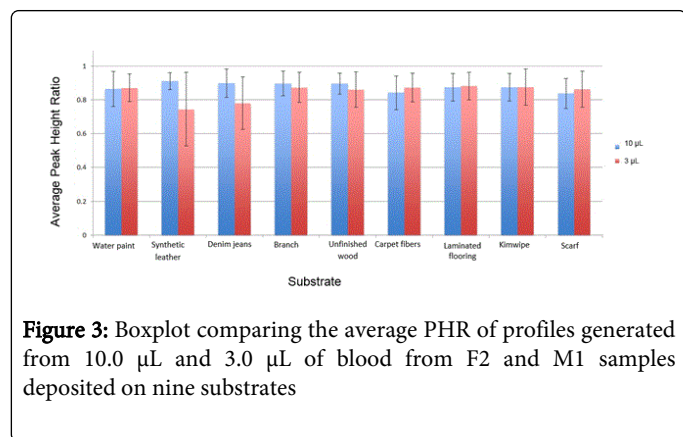 1
0.8
0.6
0.4
0.2
0
Average Peak Height Ratio
10 µL
3 µL
Water paint Synthetic leather Denim jeans Branch Unfinished wood Carpet fibers Laminated flooring Kimwipe Scarf
Substrate
Figure 3: Boxplot comparing the average PHR of profiles generated
from 10.0 µL and 3.0 µL of blood from F2 and M1 samples
deposited on nine substrates